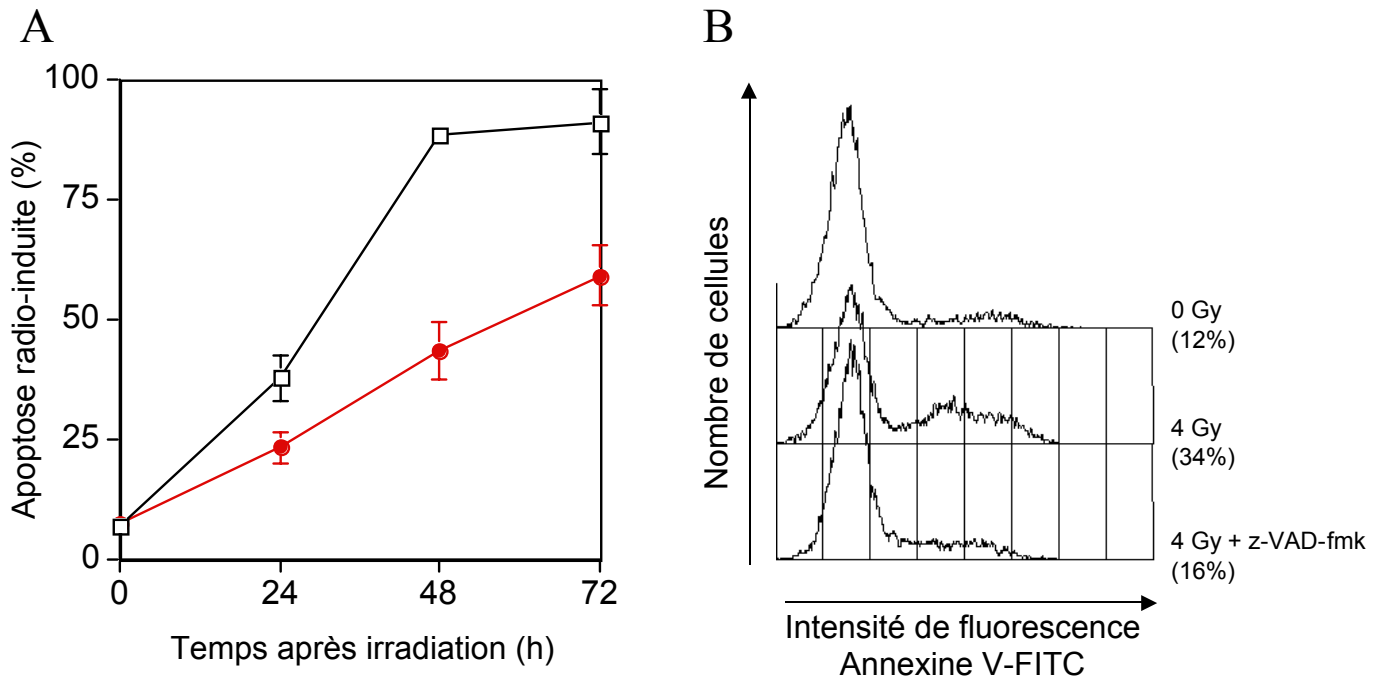 A
Apoptose radio-induite (%)
100
75
50
25
0
0 24 48 72
Temps après irradiation (h)
B
Nombre de cellules
0 Gy
(12%)
4 Gy
(34%)
4 Gy + z-VAD-fmk
(16%)
Intensité de fluorescence
Annexine V-FITC